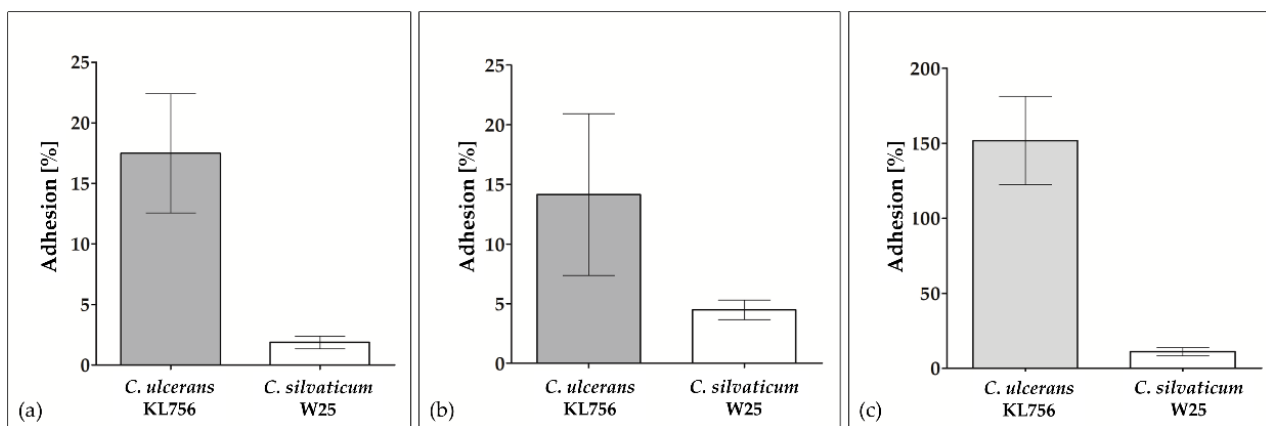 Adhesion [%]
25
20
15
10
5
0
C. ulcerans
KL756
C. silvaticum
W25
(a)
Adhesion [%]
25
20
15
10
5
0
C. ulcerans
KL756
C. silvaticum
W25
(b)
Adhesion [%]
200
150
100
50
0
C. ulcerans
KL756
C. silvaticum
W25
(c)